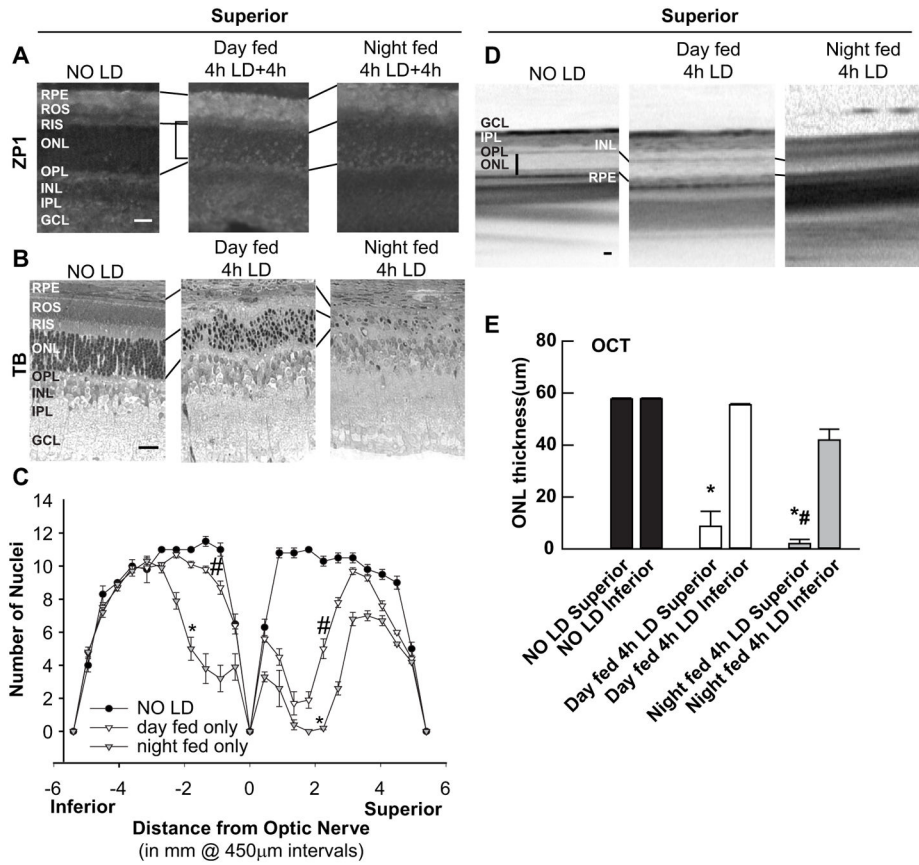 Superior
A
NO LD
Day fed
4h LD+4h
Night fed
4h LD+4h
ZP1
RPE
ROS
RIS
ONL
OPL
INL
IPL
GCL
B
NO LD
Day fed
4h LD
Night fed
4h LD
TB
RPE
ROS
RIS
ONL
OPL
INL
IPL
GCL
C
Number of Nuclei
14
12
10
8
6
4
2
0
#
*
#
*
NO LD
day fed only
night fed only
-6
-4
-2
0
2
4
6
Inferior
Superior
Distance from Optic Nerve
(in mm @ 450μm intervals)
Superior
D
NO LD
Day fed
4h LD
Night fed
4h LD
GCL
IPL
OPL
ONL
INL
RPE
E
OCT
ONL thickness(um)
80
60
40
20
0
*
*#
NO LD Superior
NO LD Inferior
Day fed 4h LD Superior
Day fed 4h LD Inferior
Night fed 4h LD Superior
Night fed 4h LD Inferior